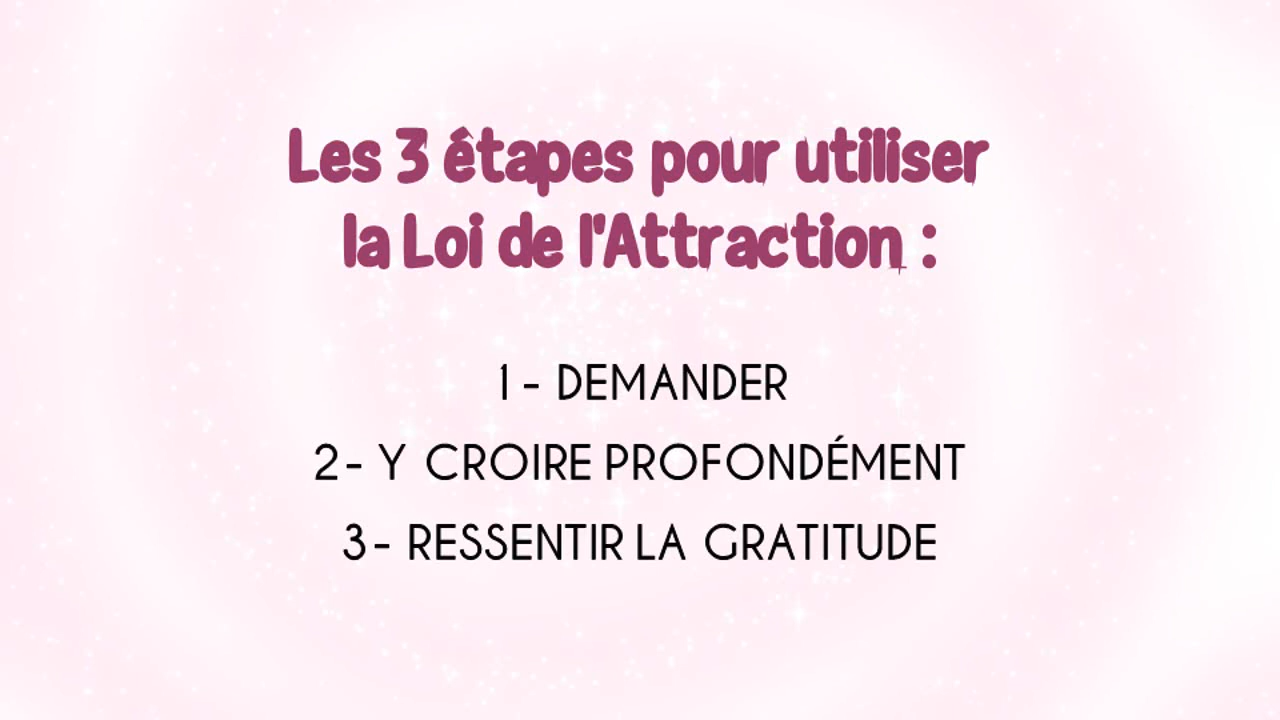 Les 3 étapes pour utiliser
la Loi de l'Attraction :
1 - DEMANDER
2- Y CROIRE PROFONDÉMENT
3- RESSENTIR LA GRATITUDE